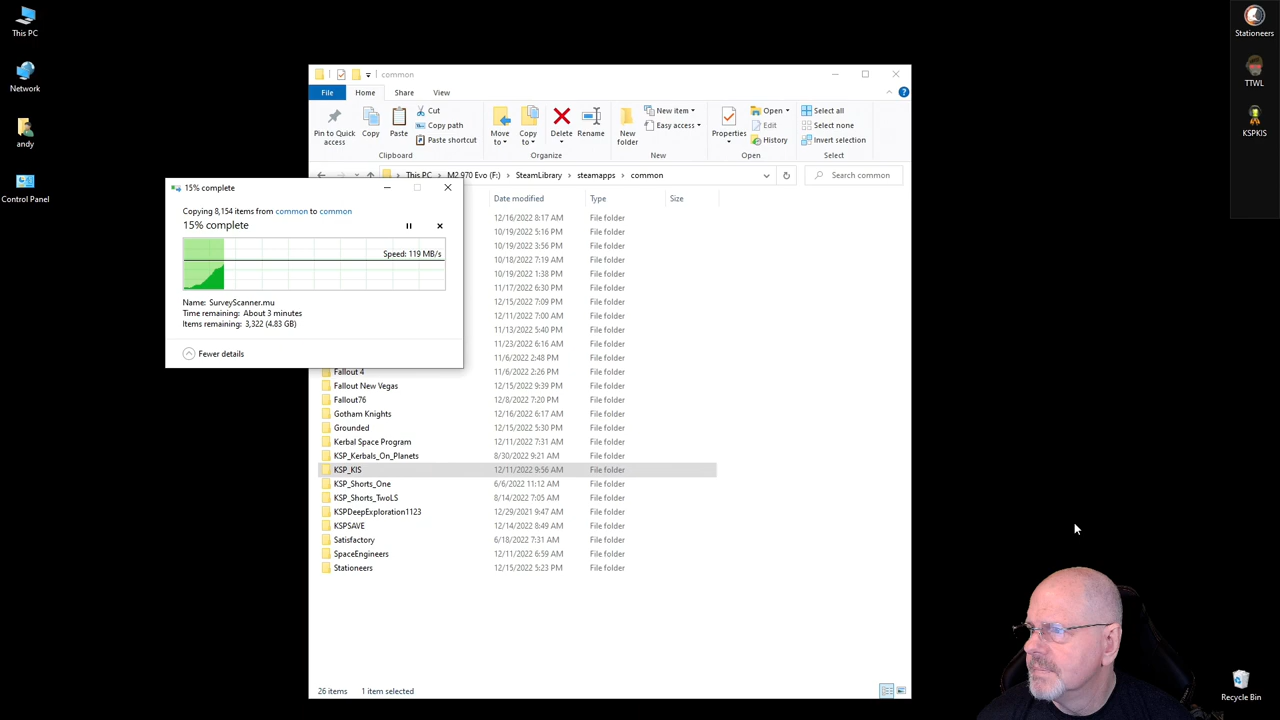 This PC
Network
andy
Control Panel
common
File
Home
Share
View
Pin to Quick
access
Copy
Paste
Cut
Copy path
Paste shortcut
Clipboard
Move
to
Copy
to
Delete
Rename
Organize
New
folder
New item
Easy access
New
Properties
Open
Edit
History
Open
Select all
Select none
Invert selection
Select
This PC
M2 970 Evo (F:)
SteamLibrary
steamapps
common
Search common
15% complete
Copying 8,154 items from common to common
15% complete
Speed: 119 MB/s
Name: SurveyScanner.mu
Time remaining: About 3 minutes
Items remaining: 3,322 (4.83 GB)
Fewer details
Date modified Type Size
12/16/2022 8:17 AM File folder
10/19/2022 5:16 PM File folder
10/19/2022 3:56 PM File folder
10/18/2022 7:19 AM File folder
10/19/2022 1:38 PM File folder
11/17/2022 6:30 PM File folder
12/15/2022 7:09 PM File folder
12/11/2022 7:00 AM File folder
11/13/2022 5:40 PM File folder
11/23/2022 6:16 AM File folder
11/6/2022 2:48 PM File folder
Fallout 4 11/6/2022 2:26 PM File folder
Fallout New Vegas 12/15/2022 9:39 PM File folder
Fallout76 12/8/2022 7:20 PM File folder
Gotham Knights 12/16/2022 6:17 AM File folder
Grounded 12/15/2022 5:30 PM File folder
Kerbal Space Program 12/11/2022 7:31 AM File folder
KSP_Kerbals_On_Planets 8/30/2022 9:21 AM File folder
KSP_KIS 12/11/2022 9:56 AM File folder
KSP_Shorts_One 6/6/2022 11:12 AM File folder
KSP_Shorts_TwoLS 8/14/2022 7:05 AM File folder
KSPDeepExploration1123 12/29/2021 9:47 AM File folder
KSPSAVE 12/14/2022 8:49 AM File folder
Satisfactory 6/18/2022 7:31 AM File folder
SpaceEngineers 12/11/2022 6:59 AM File folder
Stationeers 12/15/2022 5:23 PM File folder
26 items 1 item selected
Stationeers
TTWL
KSPKIS
Recycle Bin